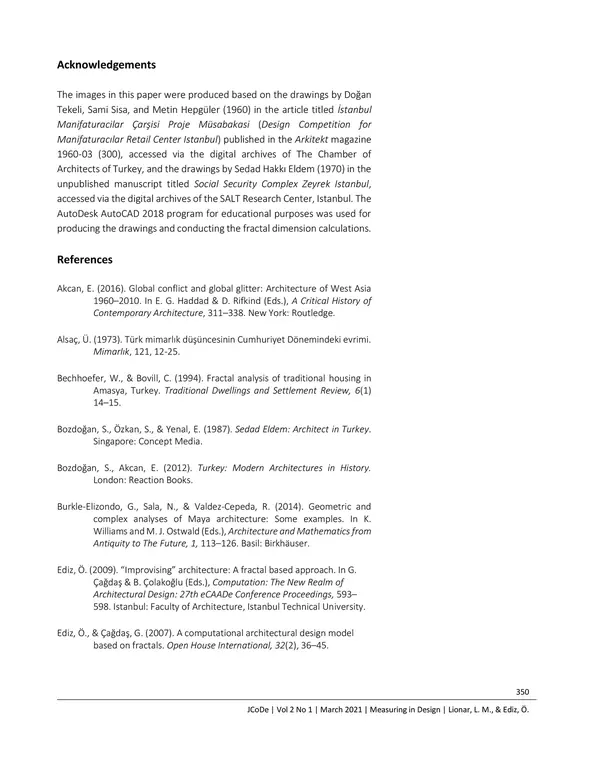 Acknowledgements
The images in this paper were produced based on the drawings by Doğan
Tekeli, Sami Sisa, and Metin Hepgüler (1960) in the article titled İstanbul
Manifaturacilar Çarşisi Proje Müsabakasi (Design Competition for
Manifaturacılar Retail Center Istanbul) published in the Arkitekt magazine
1960-03 (300), accessed via the digital archives of The Chamber of
Architects of Turkey, and the drawings by Sedad Hakkı Eldem (1970) in the
unpublished manuscript titled Social Security Complex Zeyrek Istanbul,
accessed via the digital archives of the SALT Research Center, Istanbul. The
AutoDesk AutoCAD 2018 program for educational purposes was used for
producing the drawings and conducting the fractal dimension calculations.
References
Akcan, E. (2016). Global conflict and global glitter: Architecture of West Asia
1960–2010. In E. G. Haddad & D. Rifkind (Eds.), A Critical History of
Contemporary Architecture, 311–338. New York: Routledge.
Alsaç, Ü. (1973). Türk mimarlık düşüncesinin Cumhuriyet Dönemindeki evrimi.
Mimarlık, 121, 12-25.
Bechhoefer, W., & Bovill, C. (1994). Fractal analysis of traditional housing in
Amasya, Turkey. Traditional Dwellings and Settlement Review, 6(1)
14–15.
Bozdoğan, S., Özkan, S., & Yenal, E. (1987). Sedad Eldem: Architect in Turkey.
Singapore: Concept Media.
Bozdoğan, S., Akcan, E. (2012). Turkey: Modern Architectures in History.
London: Reaction Books.
Burkle-Elizondo, G., Sala, N., & Valdez-Cepeda, R. (2014). Geometric and
complex analyses of Maya architecture: Some examples. In K.
Williams and M. J. Ostwald (Eds.), Architecture and Mathematics from
Antiquity to The Future, 1, 113–126. Basil: Birkhäuser.
Ediz, Ö. (2009). “Improvising” architecture: A fractal based approach. In G.
Çağdaş & B. Çolakoğlu (Eds.), Computation: The New Realm of
Architectural Design: 27th eCAADe Conference Proceedings, 593–
598. Istanbul: Faculty of Architecture, Istanbul Technical University.
Ediz, Ö., & Çağdaş, G. (2007). A computational architectural design model
based on fractals. Open House International, 32(2), 36–45.
350
JCoDe | Vol 2 No 1 | March 2021 | Measuring in Design | Lionar, L. M., & Ediz, Ö.